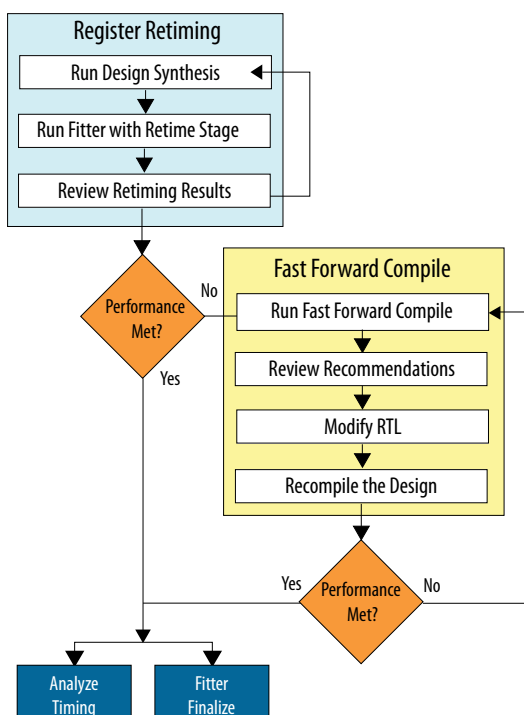 Register Retiming
Run Design Synthesis
Run Fitter with Retime Stage
Review Retiming Results
Performance
Met?
No
Yes
Fast Forward Compile
Run Fast Forward Compile
Review Recommendations
Modify RTL
Recompile the Design
Performance
Met?
Yes
No
Analyze
Timing
Fitter
Finalize